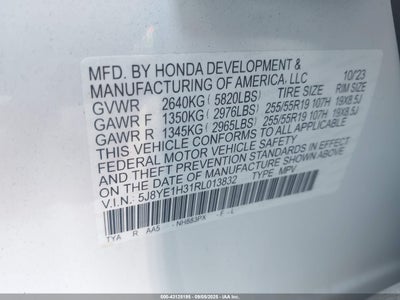 MFD. BY HONDA DEVELOPMENT & 10/23
MANUFACTURING OF AMERICA, LLC
TIRE SIZE RIM SIZE
GVWR 2640KG ( 5820LBS)
GAWR F 1350KG ( 2976LBS) 255/55R19 107H 19X8.5J
GAWR R 1345KG ( 2965LBS) 255/55R19 107H 19X8.5J
THIS VEHICLE CONFORMS TO ALL APPLICABLE
FEDERAL MOTOR VEHICLE SAFETY
AND THEFT PREVENTION STANDARDS IN EFFECT ON
THE DATE OF MANUFACTURE SHOWN ABOVE.
V.I.N.: 5J8YE1H31RL013832 TYPE: MPV
TYA R AA5 NH883PX E - L